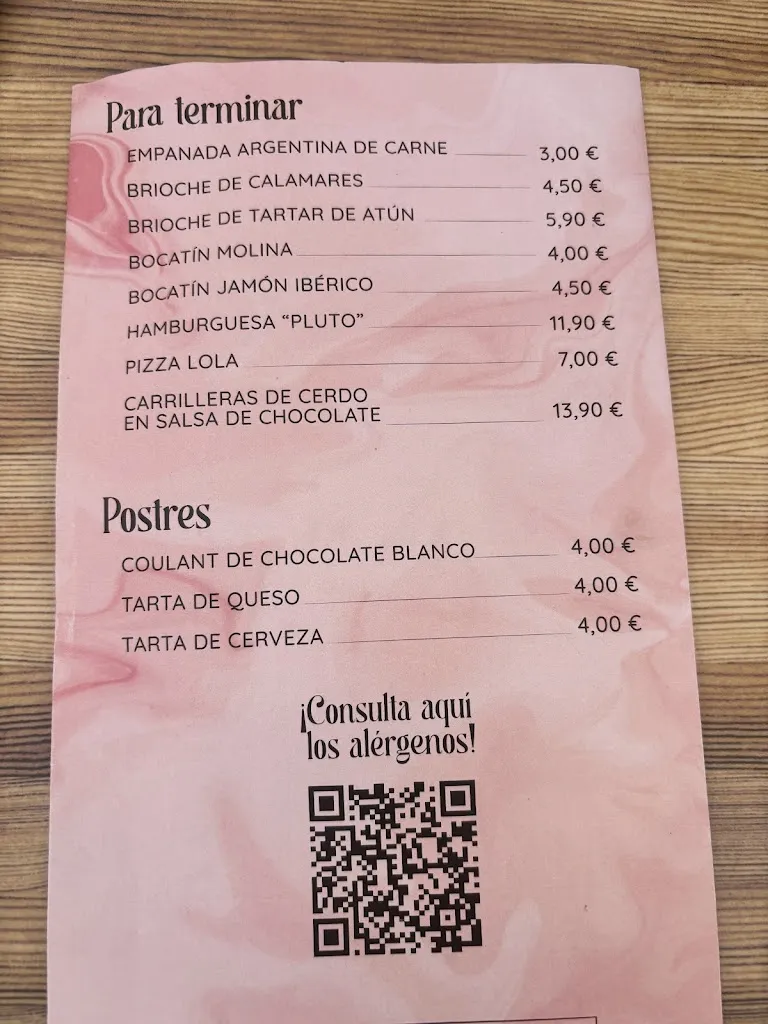 Para terminar
EMPANADA ARGENTINA DE CARNE 3,00 €
BRIOCHE DE CALAMARES 4,50 €
BRIOCHE DE TARTAR DE ATÚN 5,90 €
BOCATÍN MOLINA 4,00 €
BOCATÍN JAMÓN IBÉRICO 4,50 €
HAMBURGUESA “PLUTO” 11,90 €
PIZZA LOLA 7,00 €
CARRILLERAS DE CERDO
EN SALSA DE CHOCOLATE 13,90 €
Postres
COULANT DE CHOCOLATE BLANCO 4,00 €
TARTA DE QUESO 4,00 €
TARTA DE CERVEZA 4,00 €
¡Consulta aquí
los alérgenos!